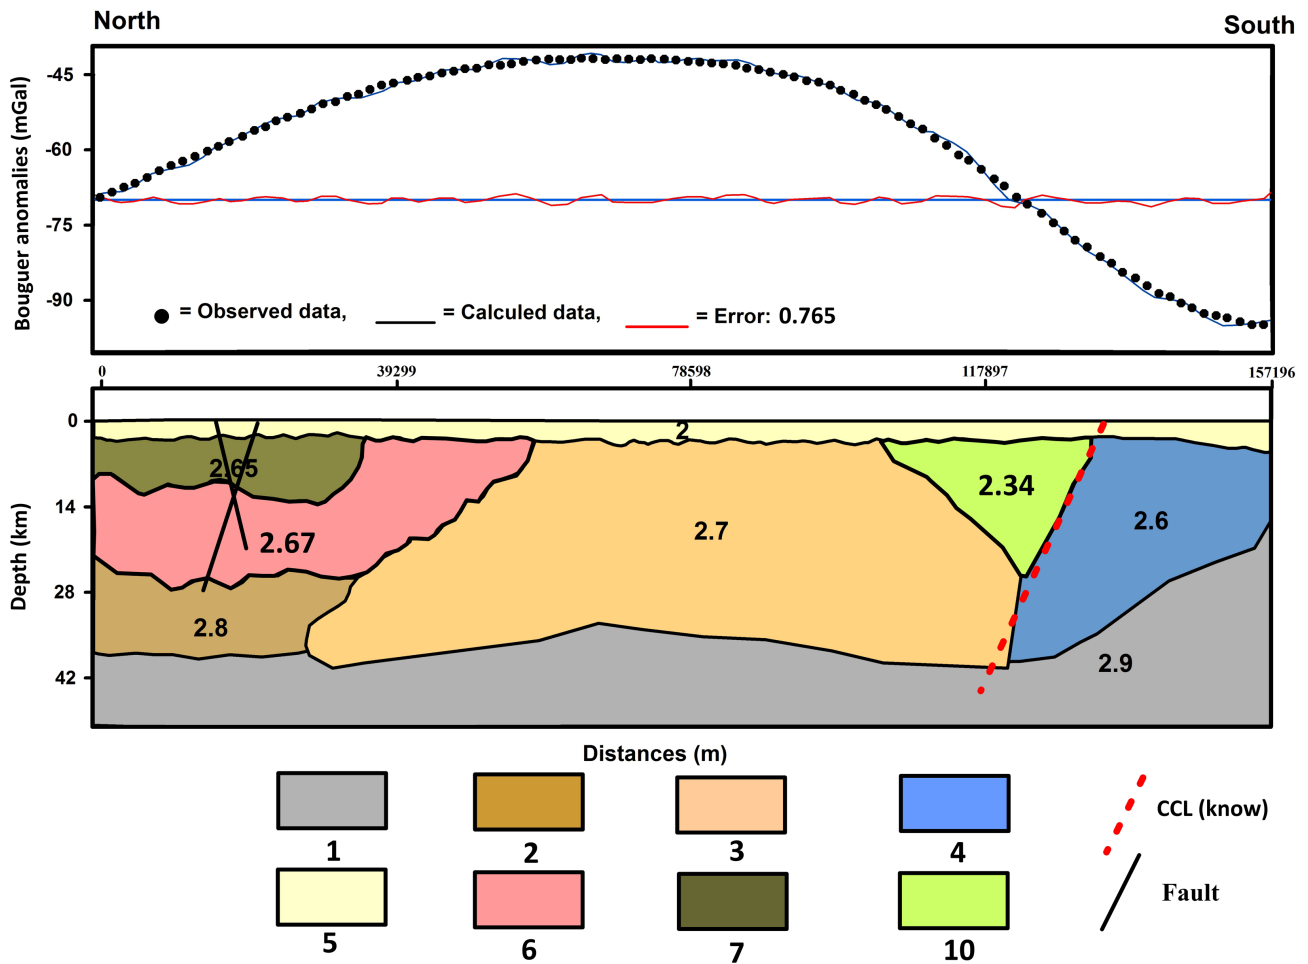 North South
Bouguer anomalies (mGal)
-45
-60
-75
-90
= Observed data, = Calculed data, = Error: 0.765
0 39299 78598 117897 157196
Depth (km)
0
14
28
42
2
2.65
2.34
2.67
2.7
2.6
2.8
2.9
Distances (m)
CCL (know)
1 2 3 4
Fault
5 6 7 10